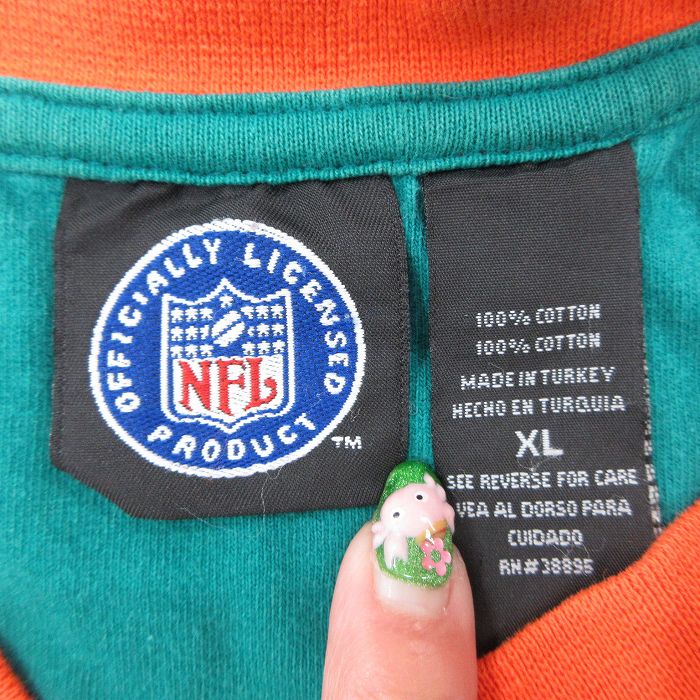 OFFICIALLY LICENSED
NFL
PRODUCT
TM
100% COTTON
100% COTTON
MADE IN TURKEY
HECHO EN TURQUIA
XL
SEE REVERSE FOR CARE
VEA AL DORSO PARA
CUIDADO
RN#38895